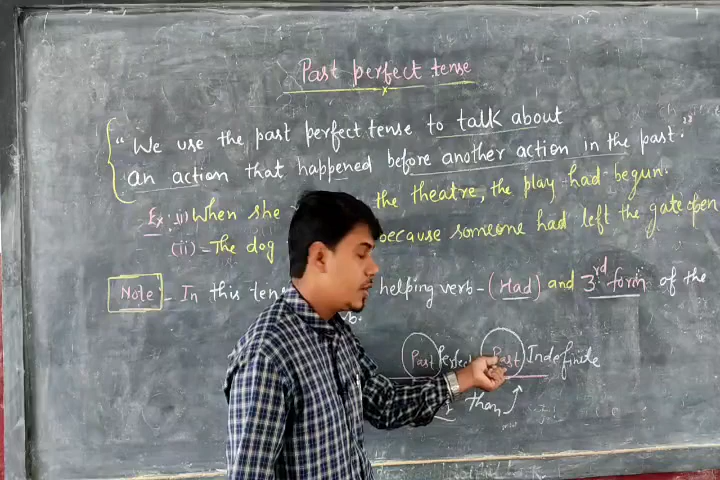 Past perfect tense
"We use the past perfect tense to talk about
an action that happened before another action in the past."
Ex:-(i) When she the theatre, the play had begun.
(ii) - The dog because someone had left the gate open
Note - In this helping verb - (Had) and 3rd form of the
Past Perfect Past Indefinite
than